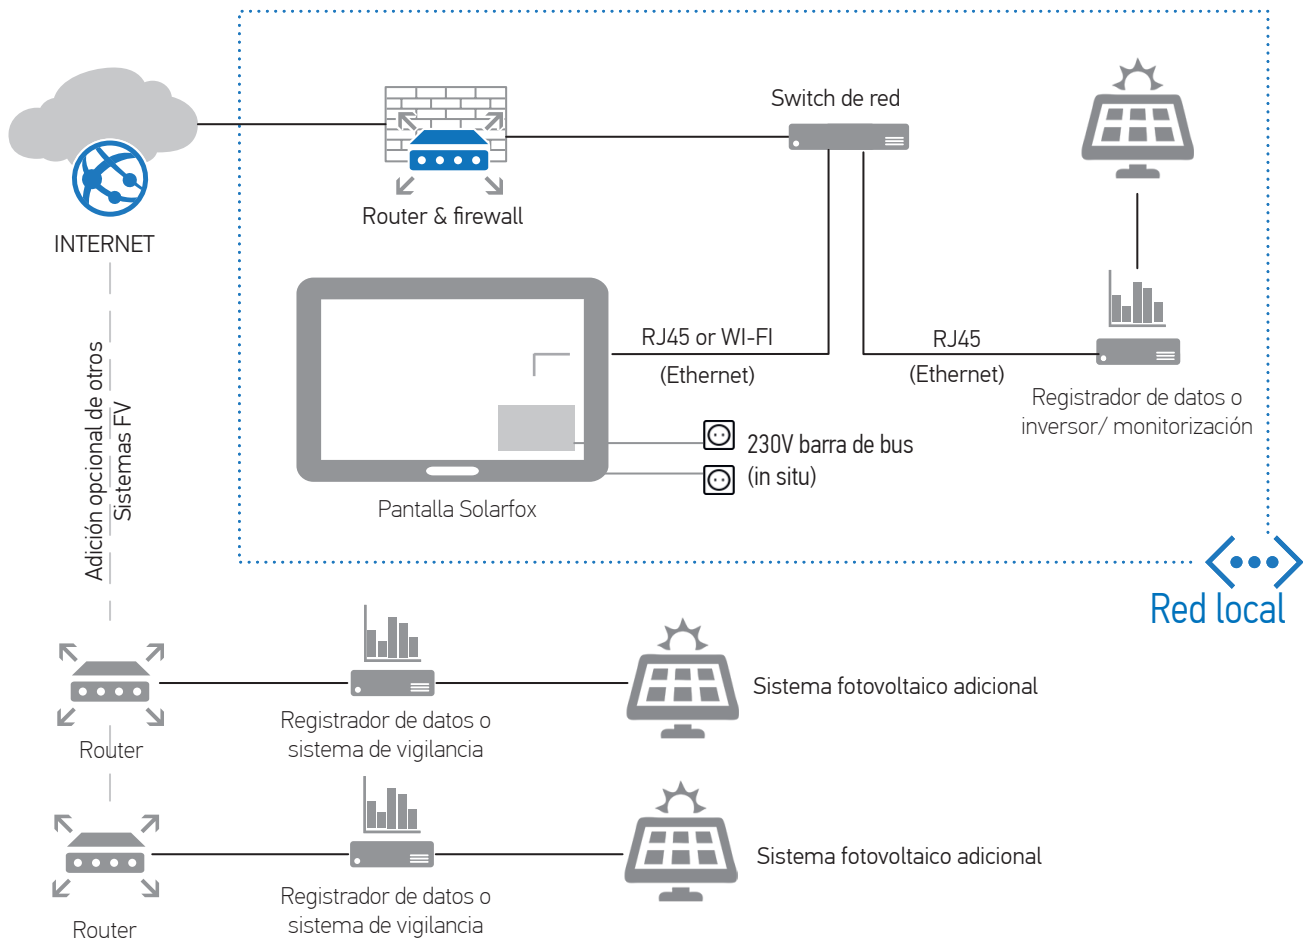 Switch de red
Router & firewall
INTERNET
RJ45 or WI-FI
(Ethernet)
RJ45
(Ethernet)
Registrador de datos o
inversor/ monitorización
230V barra de bus
(in situ)
Pantalla Solarfox
Adición opcional de otros
Sistemas FV
Red local
Sistema fotovoltaico adicional
Registrador de datos o
sistema de vigilancia
Router
Sistema fotovoltaico adicional
Registrador de datos o
sistema de vigilancia
Router